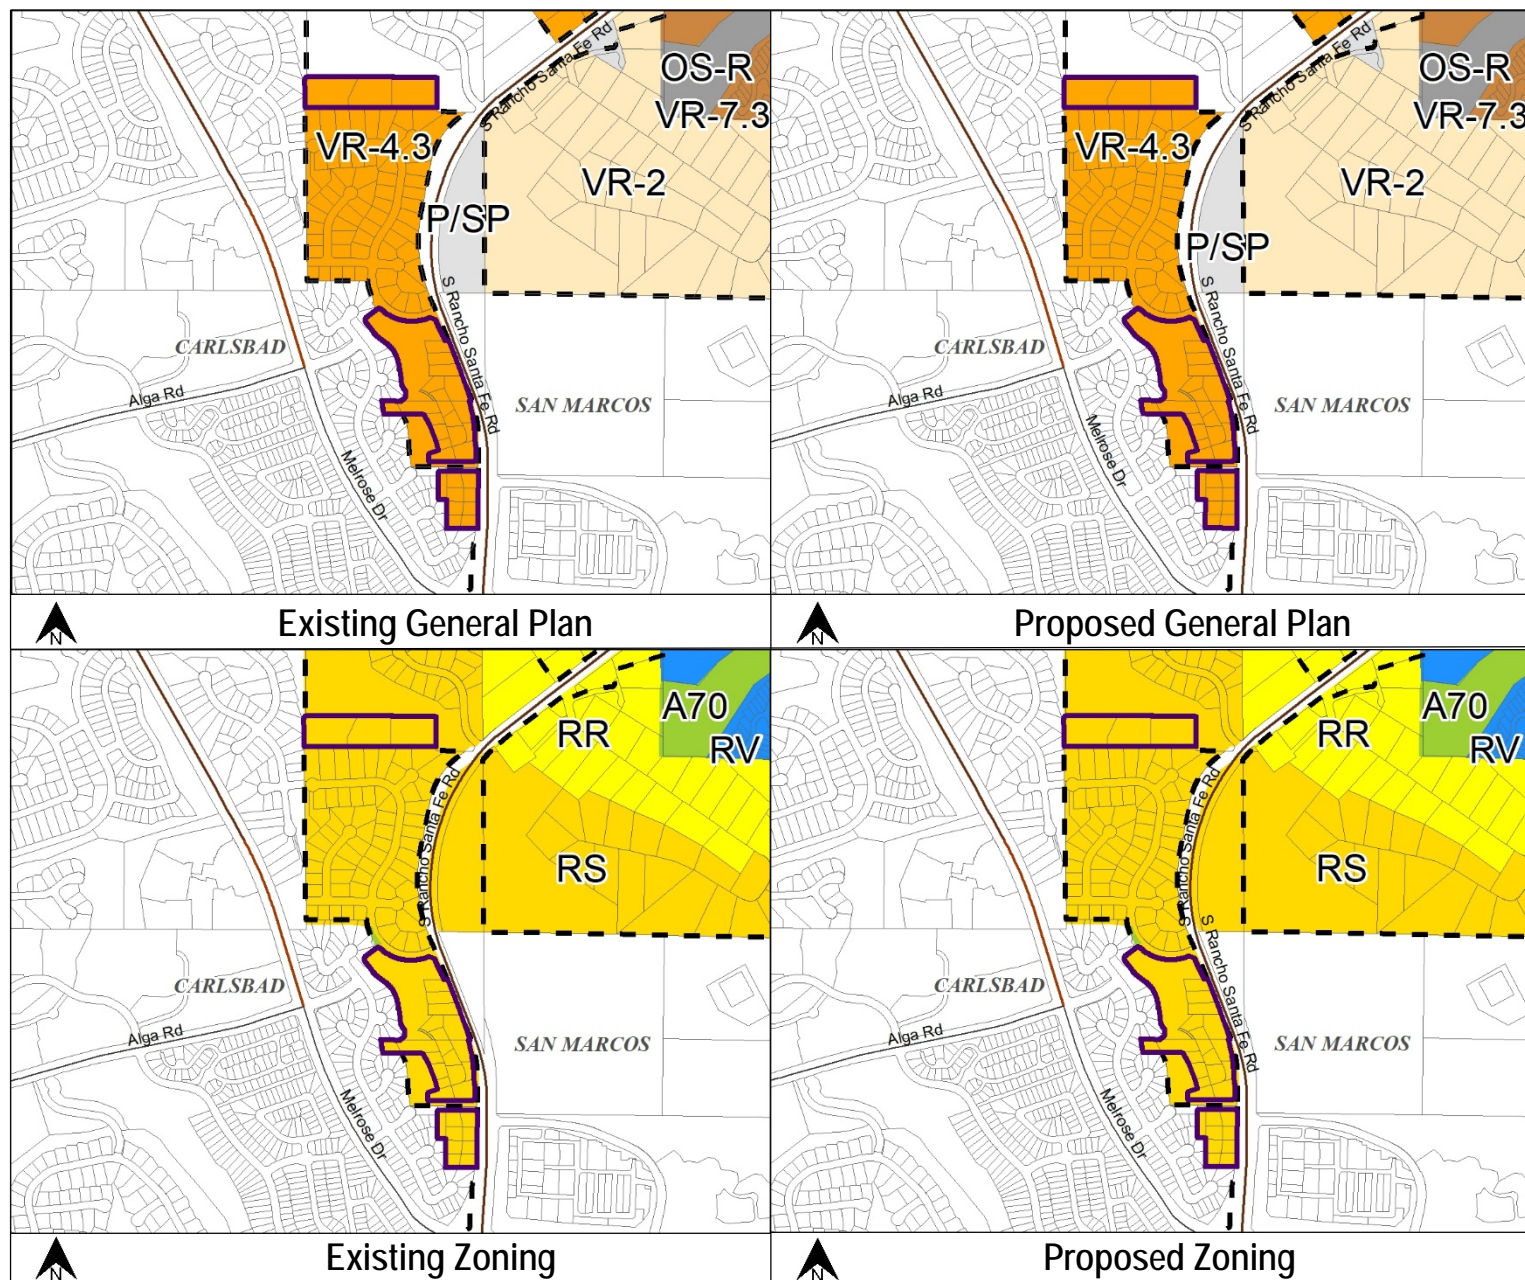 OS-R
S Rancho Santa Fe Rd
VR-7.3
VR-4.3
VR-2
P/SP
S Rancho Santa Fe Rd
CARLSBAD
Alga Rd
SAN MARCOS
Melrose Dr
N
Existing General Plan
OS-R
S Rancho Santa Fe Rd
VR-7.3
VR-4.3
VR-2
P/SP
S Rancho Santa Fe Rd
CARLSBAD
Alga Rd
SAN MARCOS
Melrose Dr
N
Proposed General Plan
A70
RR
RV
S Rancho Santa Fe Rd
RS
CARLSBAD
Alga Rd
SAN MARCOS
Melrose Dr
N
Existing Zoning
A70
RR
RV
S Rancho Santa Fe Rd
RS
S Rancho Santa Fe Rd
CARLSBAD
Alga Rd
SAN MARCOS
Melrose Dr
N
Proposed Zoning